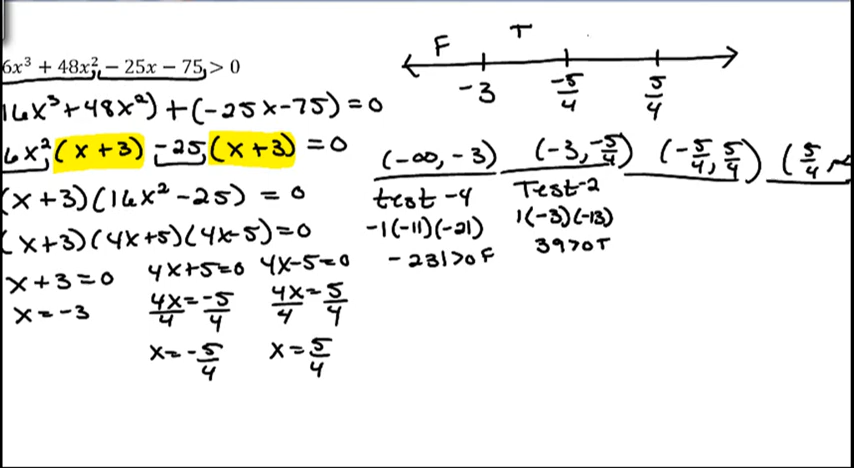 6x³ + 48x², − 25x − 75, > 0
16x³+48x²) + (−25x−75) = 0
6x²(x+3) −25(x+3) = 0
(x+3)(16x²−25) = 0
(x+3)(4x+5)(4x−5)=0
x+3=0 4x+5=0 4x−5=0
x=−3 4x/4=−5/4 4x/4=5/4
x=−5/4 x=5/4
F T
−3 −5/4 5/4
(−∞, −3) (−3, −5/4) (−5/4, 5/4) (5/4, ∞
test −4 Test −2
−1(−11)(−21) 1(−3)(−13)
−231>0 F 39>0 T